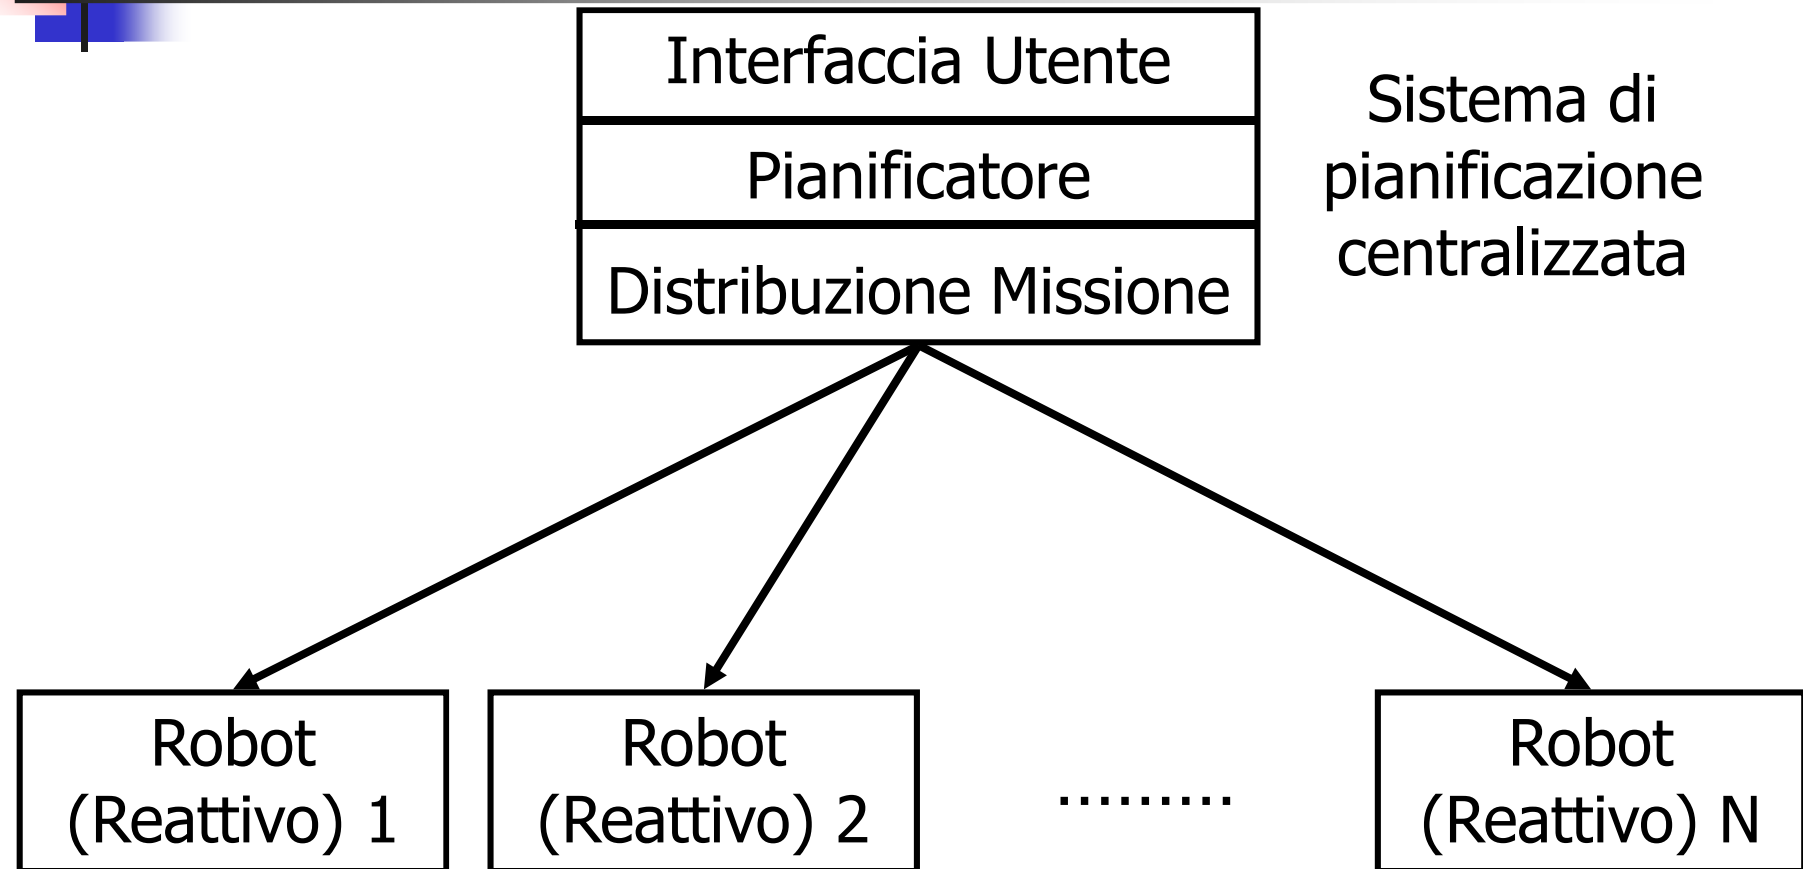 Interfaccia Utente
Pianificatore
Distribuzione Missione
Sistema di
pianificazione
centralizzata
Robot
(Reattivo) 1
Robot
(Reattivo) 2
.........
Robot
(Reattivo) N